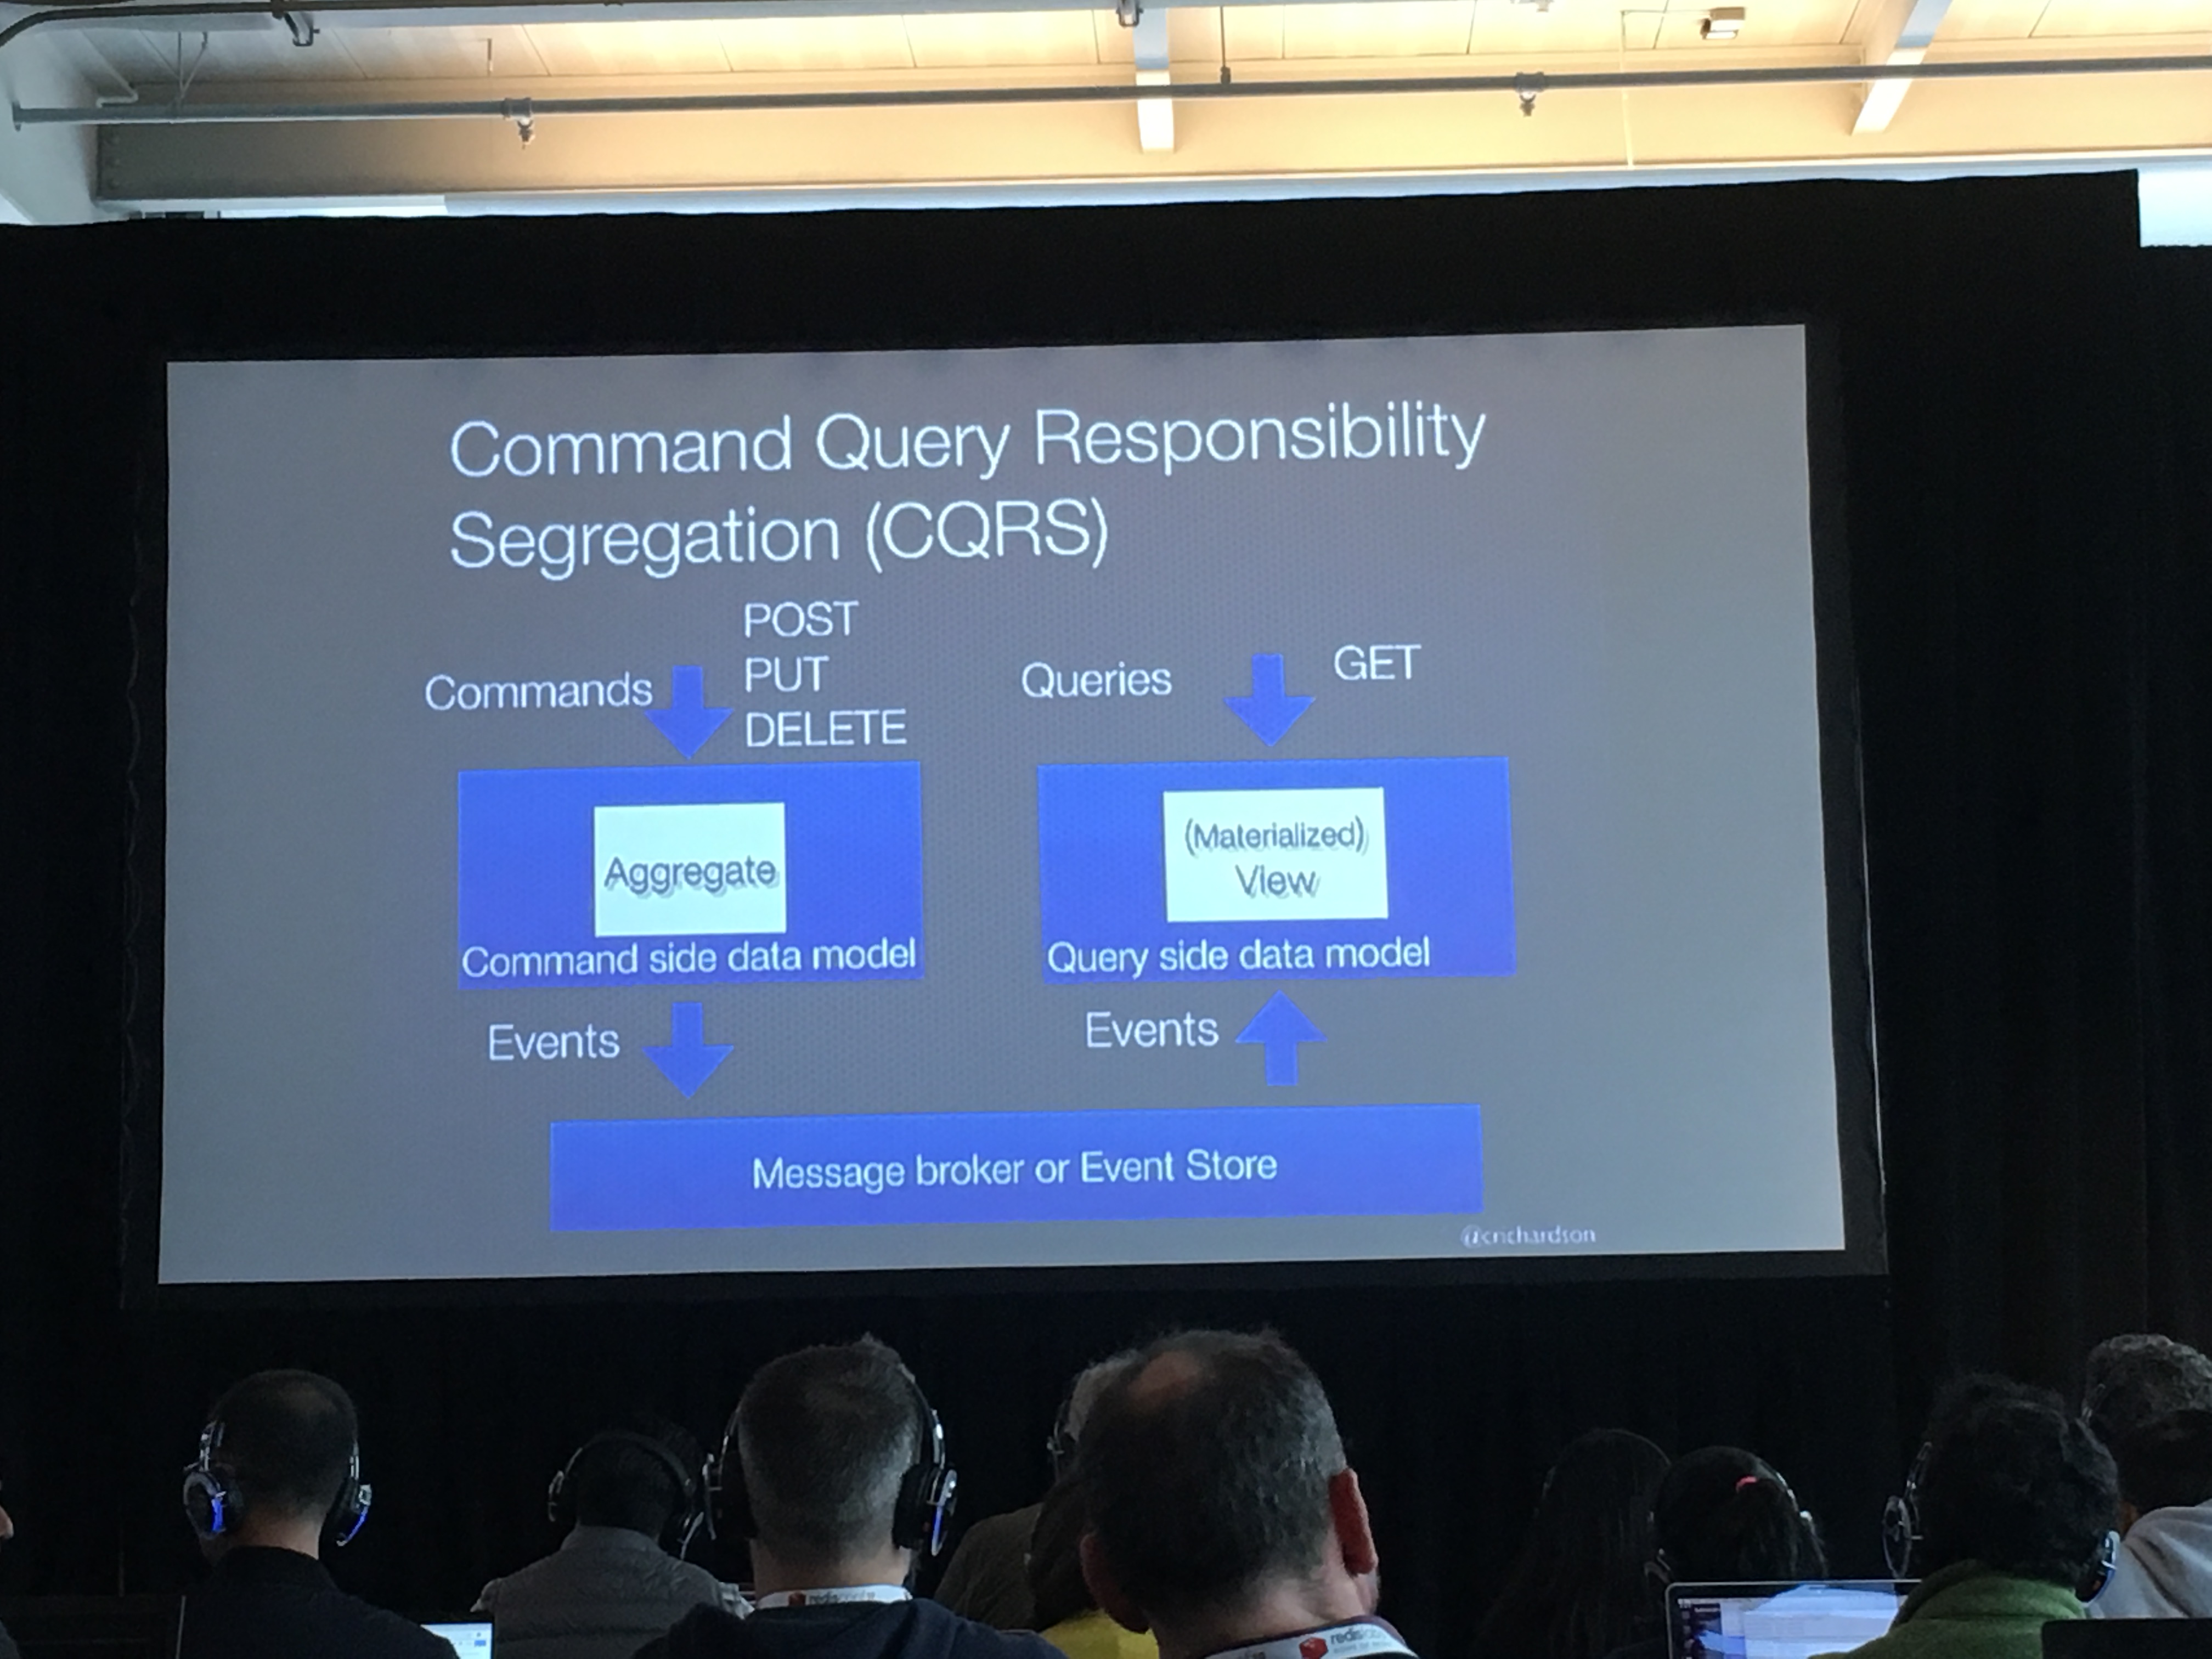 Command Query Responsibility
Segregation (CQRS)
POST
Commands
PUT
DELETE
Queries
GET
Aggregate
Command side data model
(Materialized)
View
Query side data model
Events
Events
Message broker or Event Store
@crichardson
redis